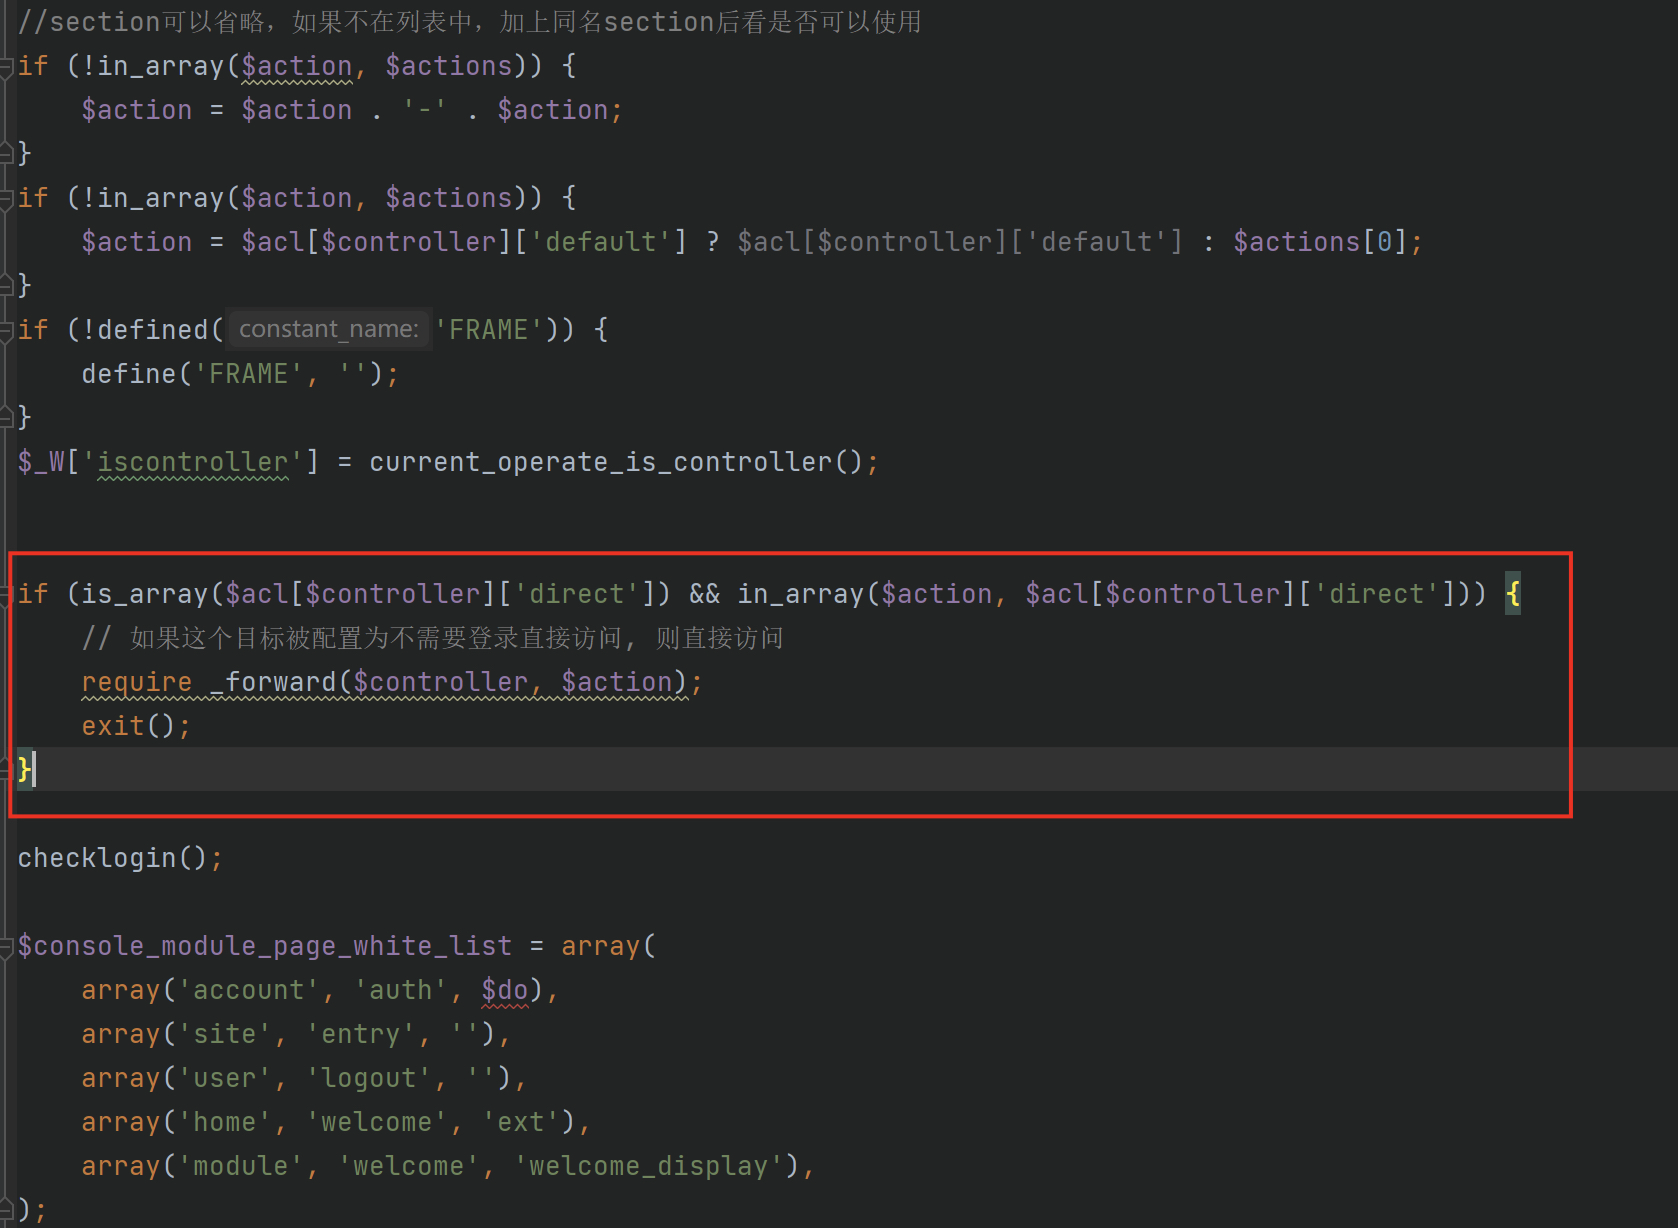 //section可以省略，如果不在列表中，加上同名section后看是否可以使用
if (!in_array($action, $actions)) {
    $action = $action . '-' . $action;
}
if (!in_array($action, $actions)) {
    $action = $acl[$controller]['default'] ? $acl[$controller]['default'] : $actions[0];
}
if (!defined( constant_name: 'FRAME')) {
    define('FRAME', '');
}
$_W['iscontroller'] = current_operate_is_controller();
if (is_array($acl[$controller]['direct']) && in_array($action, $acl[$controller]['direct'])) {
    // 如果这个目标被配置为不需要登录直接访问, 则直接访问
    require _forward($controller, $action);
    exit();
}
checklogin();
$console_module_page_white_list = array(
    array('account', 'auth', $do),
    array('site', 'entry', ''),
    array('user', 'logout', ''),
    array('home', 'welcome', 'ext'),
    array('module', 'welcome', 'welcome_display'),
);